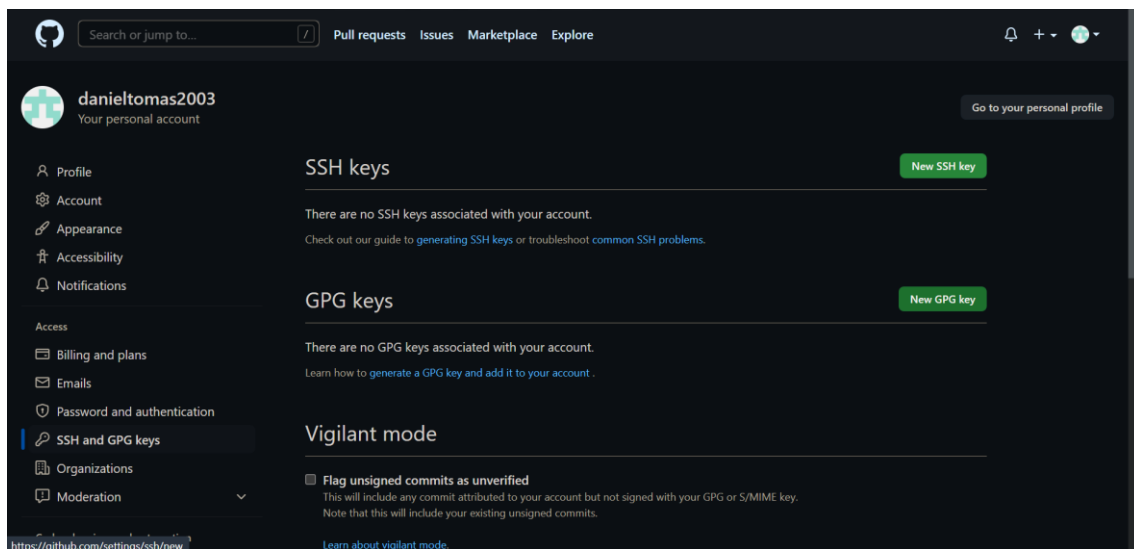 Search or jump to...
/
Pull requests Issues Marketplace Explore
danieltomas2003
Your personal account
Go to your personal profile
Profile
Account
Appearance
Accessibility
Notifications
Access
Billing and plans
Emails
Password and authentication
SSH and GPG keys
Organizations
Moderation
https://github.com/settings/ssh/new
SSH keys
New SSH key
There are no SSH keys associated with your account.
Check out our guide to generating SSH keys or troubleshoot common SSH problems.
GPG keys
New GPG key
There are no GPG keys associated with your account.
Learn how to generate a GPG key and add it to your account .
Vigilant mode
Flag unsigned commits as unverified
This will include any commit attributed to your account but not signed with your GPG or S/MIME key.
Note that this will include your existing unsigned commits.
Learn about vigilant mode.